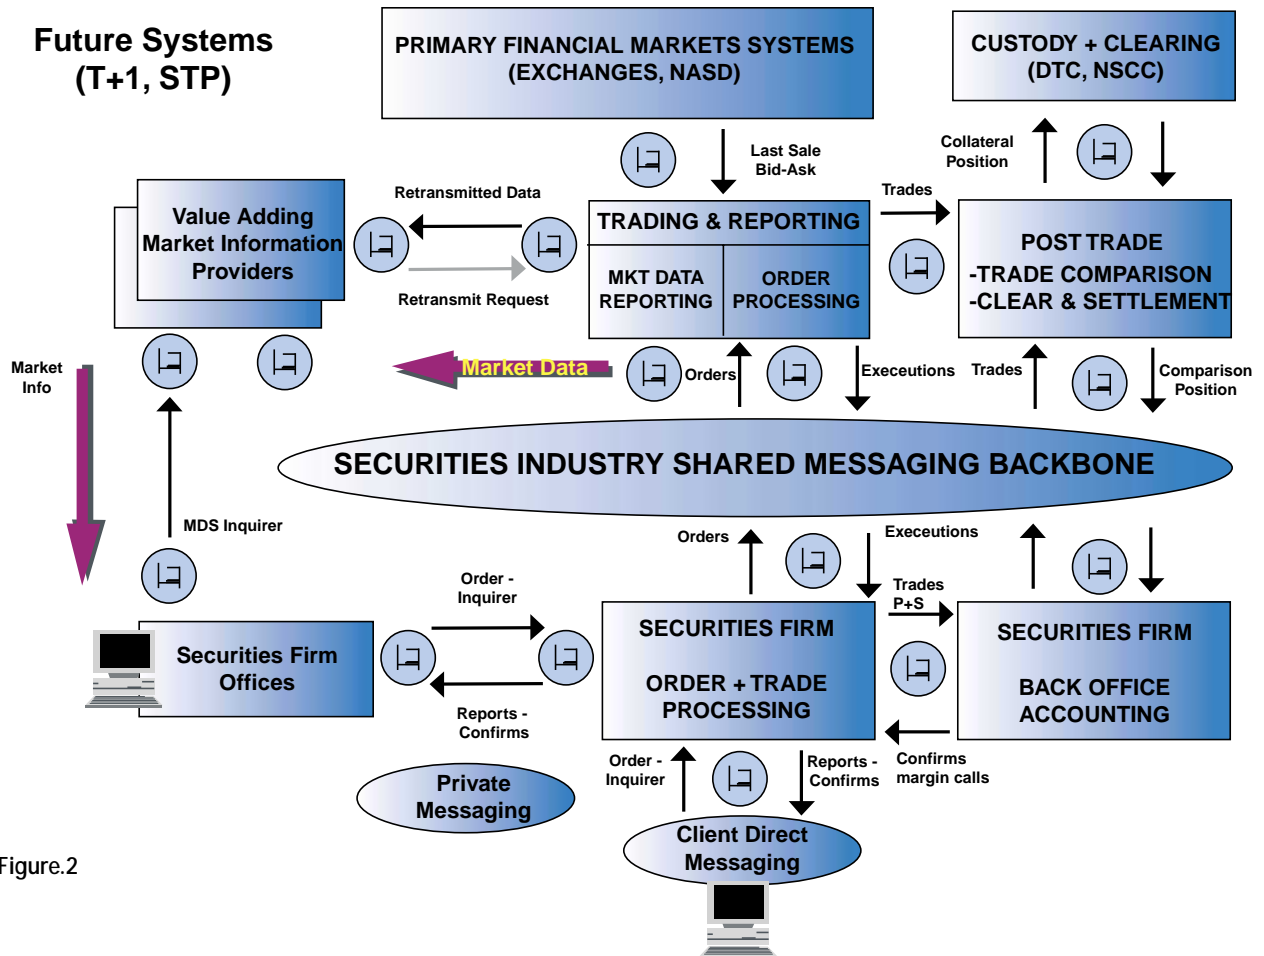 Future Systems
(T+1, STP)
PRIMARY FINANCIAL MARKETS SYSTEMS
(EXCHANGES, NASD)
CUSTODY + CLEARING
(DTC, NSCC)
Last Sale
Bid-Ask
Collateral
Position
Value Adding
Market Information
Providers
Retransmitted Data
Retransmit Request
TRADING & REPORTING
MKT DATA
REPORTING
ORDER
PROCESSING
Trades
POST TRADE
-TRADE COMPARISON
-CLEAR & SETTLEMENT
Market
Info
Market Data
Orders
Execeutions
Trades
Comparison
Position
SECURITIES INDUSTRY SHARED MESSAGING BACKBONE
MDS Inquirer
Orders
Execeutions
Order -
Inquirer
Trades
P+S
Securities Firm
Offices
SECURITIES FIRM
ORDER + TRADE
PROCESSING
SECURITIES FIRM
BACK OFFICE
ACCOUNTING
Reports -
Confirms
Order -
Inquirer
Reports -
Confirms
Confirms
margin calls
Private
Messaging
Client Direct
Messaging
Figure.2